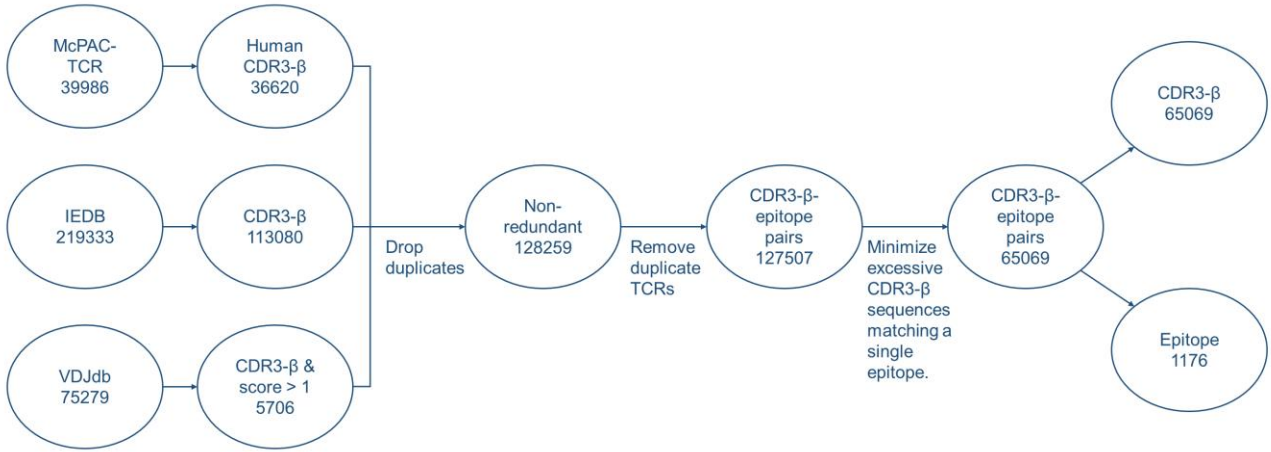 McPAC-
TCR
39986
Human
CDR3-β
36620
IEDB
219333
CDR3-β
113080
VDJdb
75279
CDR3-β &
score > 1
5706
Drop
duplicates
Non-
redundant
128259
Remove
duplicate
TCRs
CDR3-β-
epitope
pairs
127507
Minimize
excessive
CDR3-β
sequences
matching a
single
epitope.
CDR3-β-
epitope
pairs
65069
CDR3-β
65069
Epitope
1176